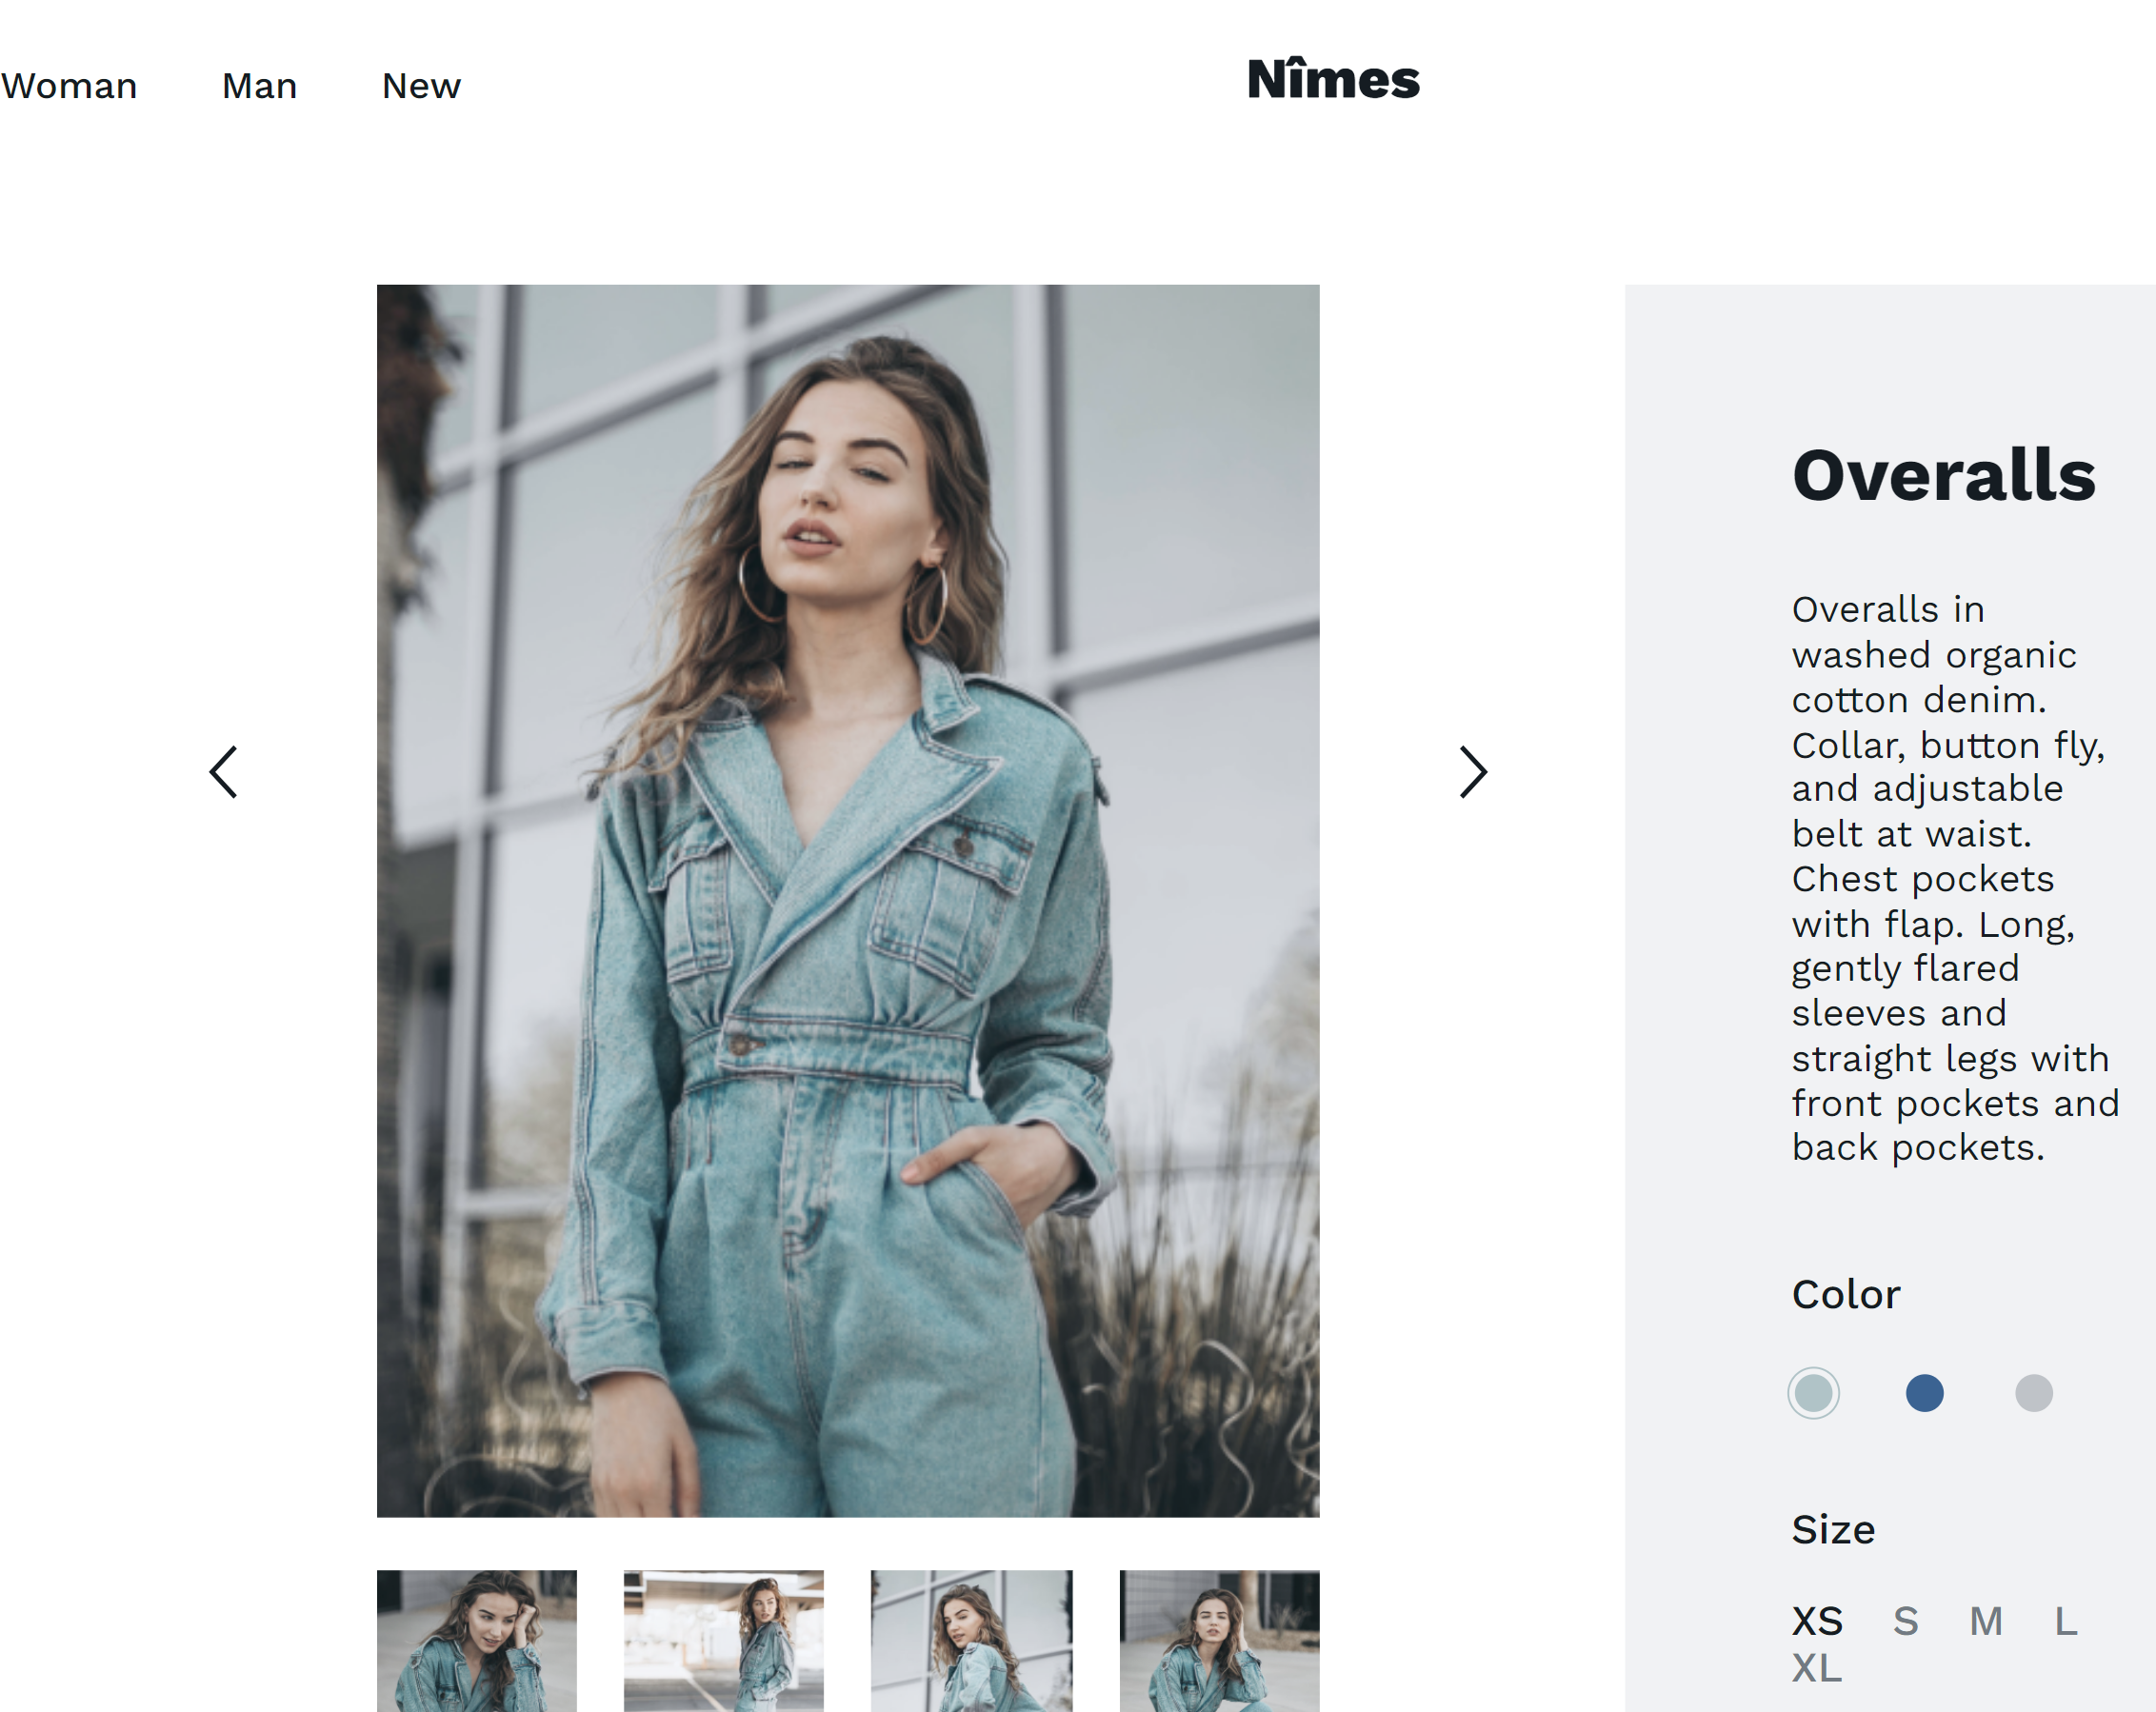 Woman Man New Nîmes
Overalls
Overalls in
washed organic
cotton denim.
Collar, button fly,
and adjustable
belt at waist.
Chest pockets
with flap. Long,
gently flared
sleeves and
straight legs with
front pockets and
back pockets.
Color
Size
XS S M L
XL